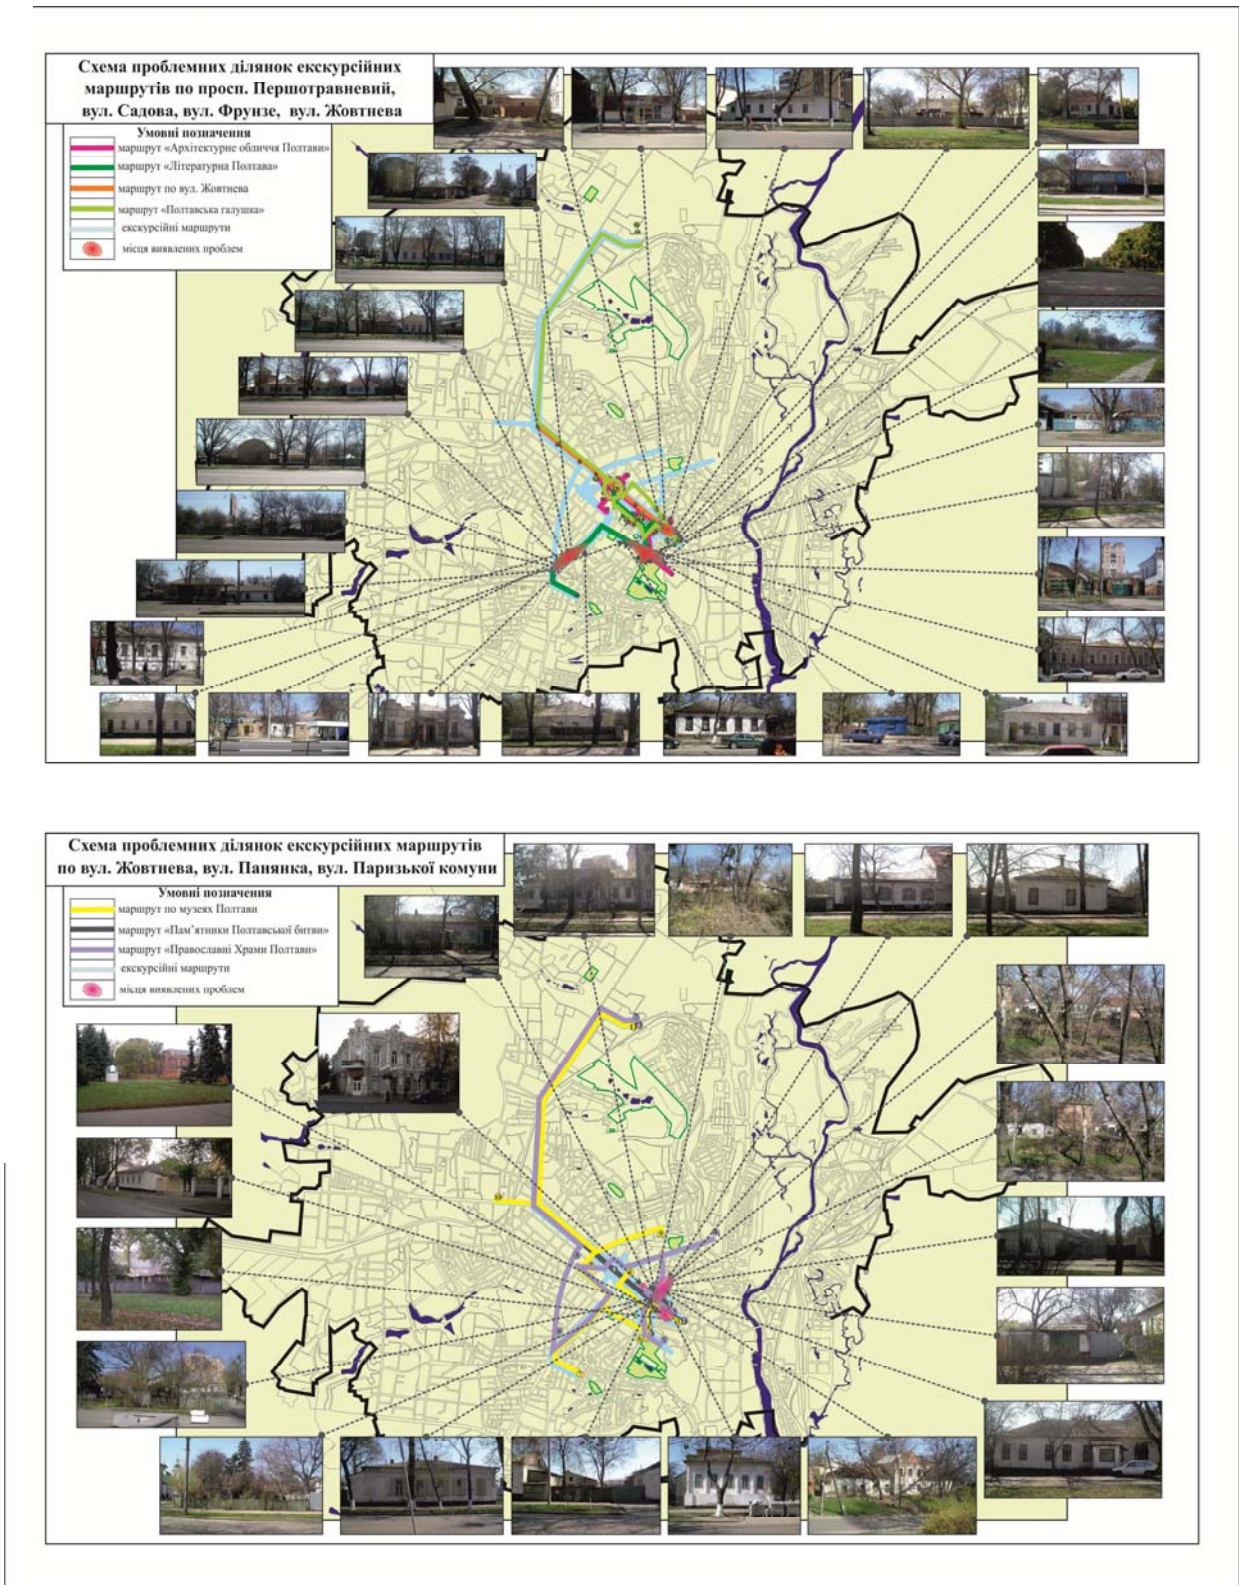 Схема проблемних ділянок екскурсійних
маршрутів по просп. Першотравневий,
вул. Садова, вул. Фрунзе, вул. Жовтнева
Умовні позначення
маршрут «Архітектурне обличчя Полтави»
маршрут «Літературна Полтава»
маршрут по вул. Жовтнева
маршрут «Полтавська галушка»
екскурсійні маршрути
місця виявлених проблем
Схема проблемних ділянок екскурсійних маршрутів
по вул. Жовтнева, вул. Панянка, вул. Паризької комуни
Умовні позначення
маршрут по музеях Полтави
маршрут «Пам’ятники Полтавської битви»
маршрут «Православні Храми Полтави»
екскурсійні маршрути
місця виявлених проблем